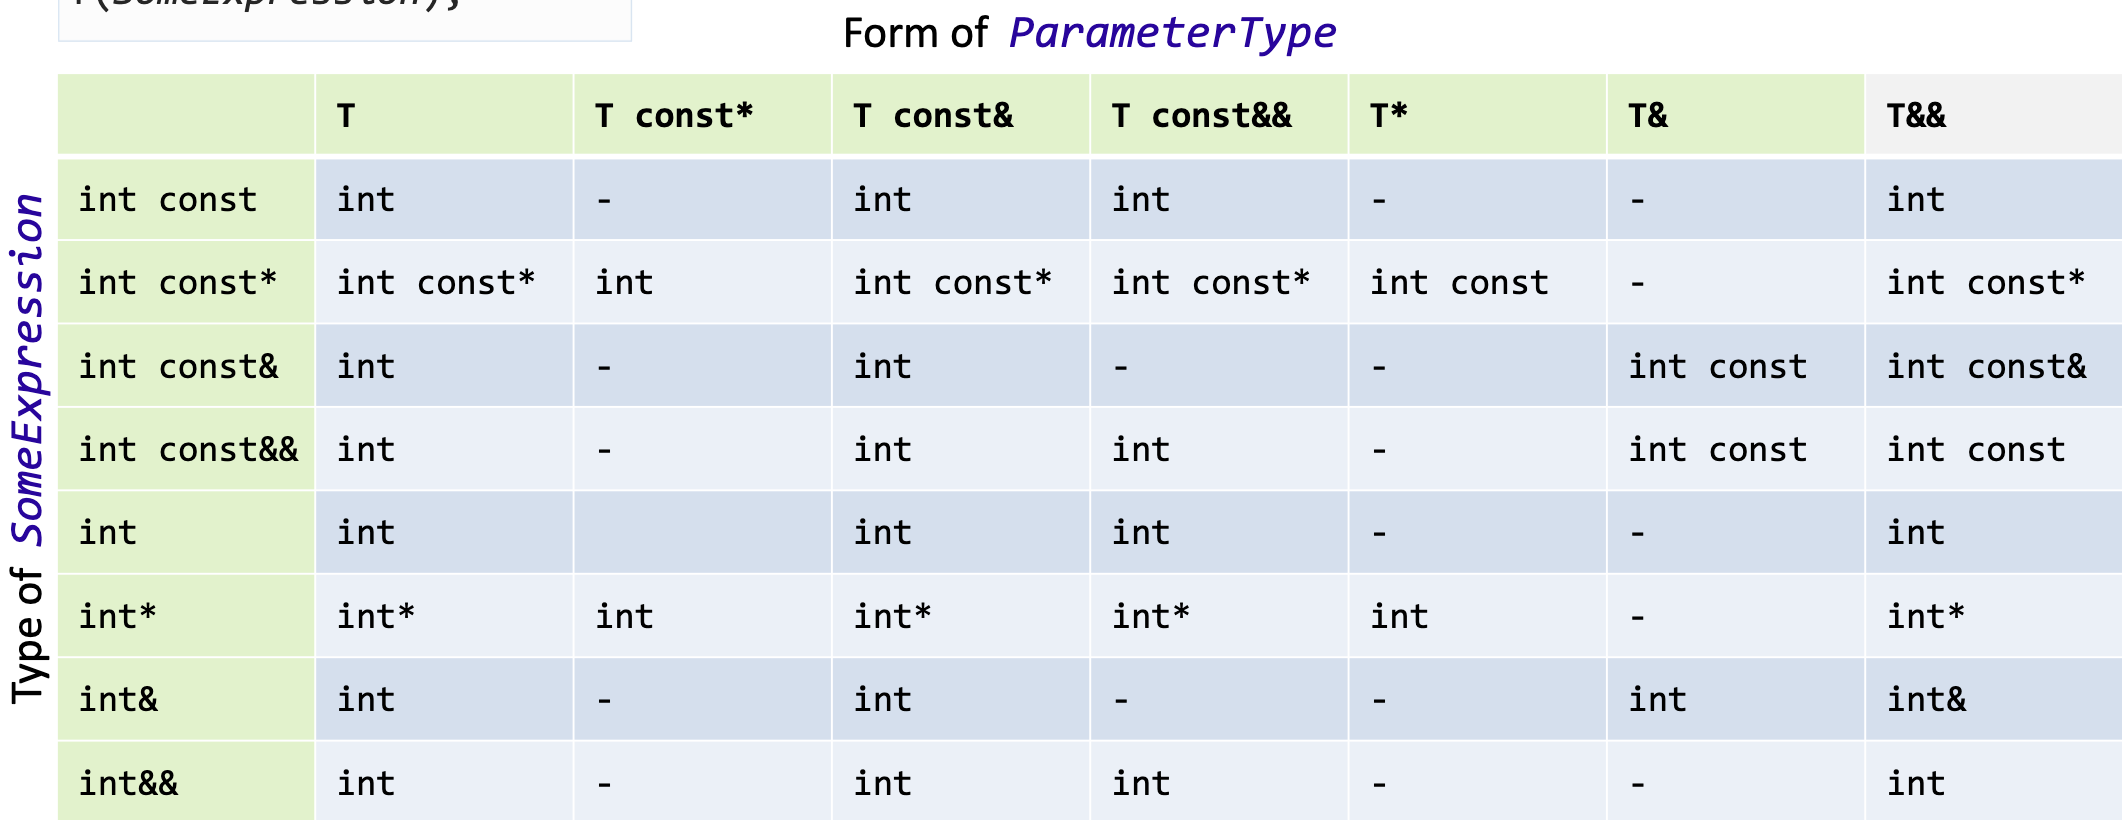 f(SomeExpression);
Form of ParameterType
T T const* T const& T const&& T* T& T&&
Type of SomeExpression
int const int - int int - - int
int const* int const* int int const* int const* int const - int const*
int const& int - int - - int const int const&
int const&& int - int int - int const int const
int int int int - - int
int* int* int int* int* int - int*
int& int - int - - int int&
int&& int - int int - - int